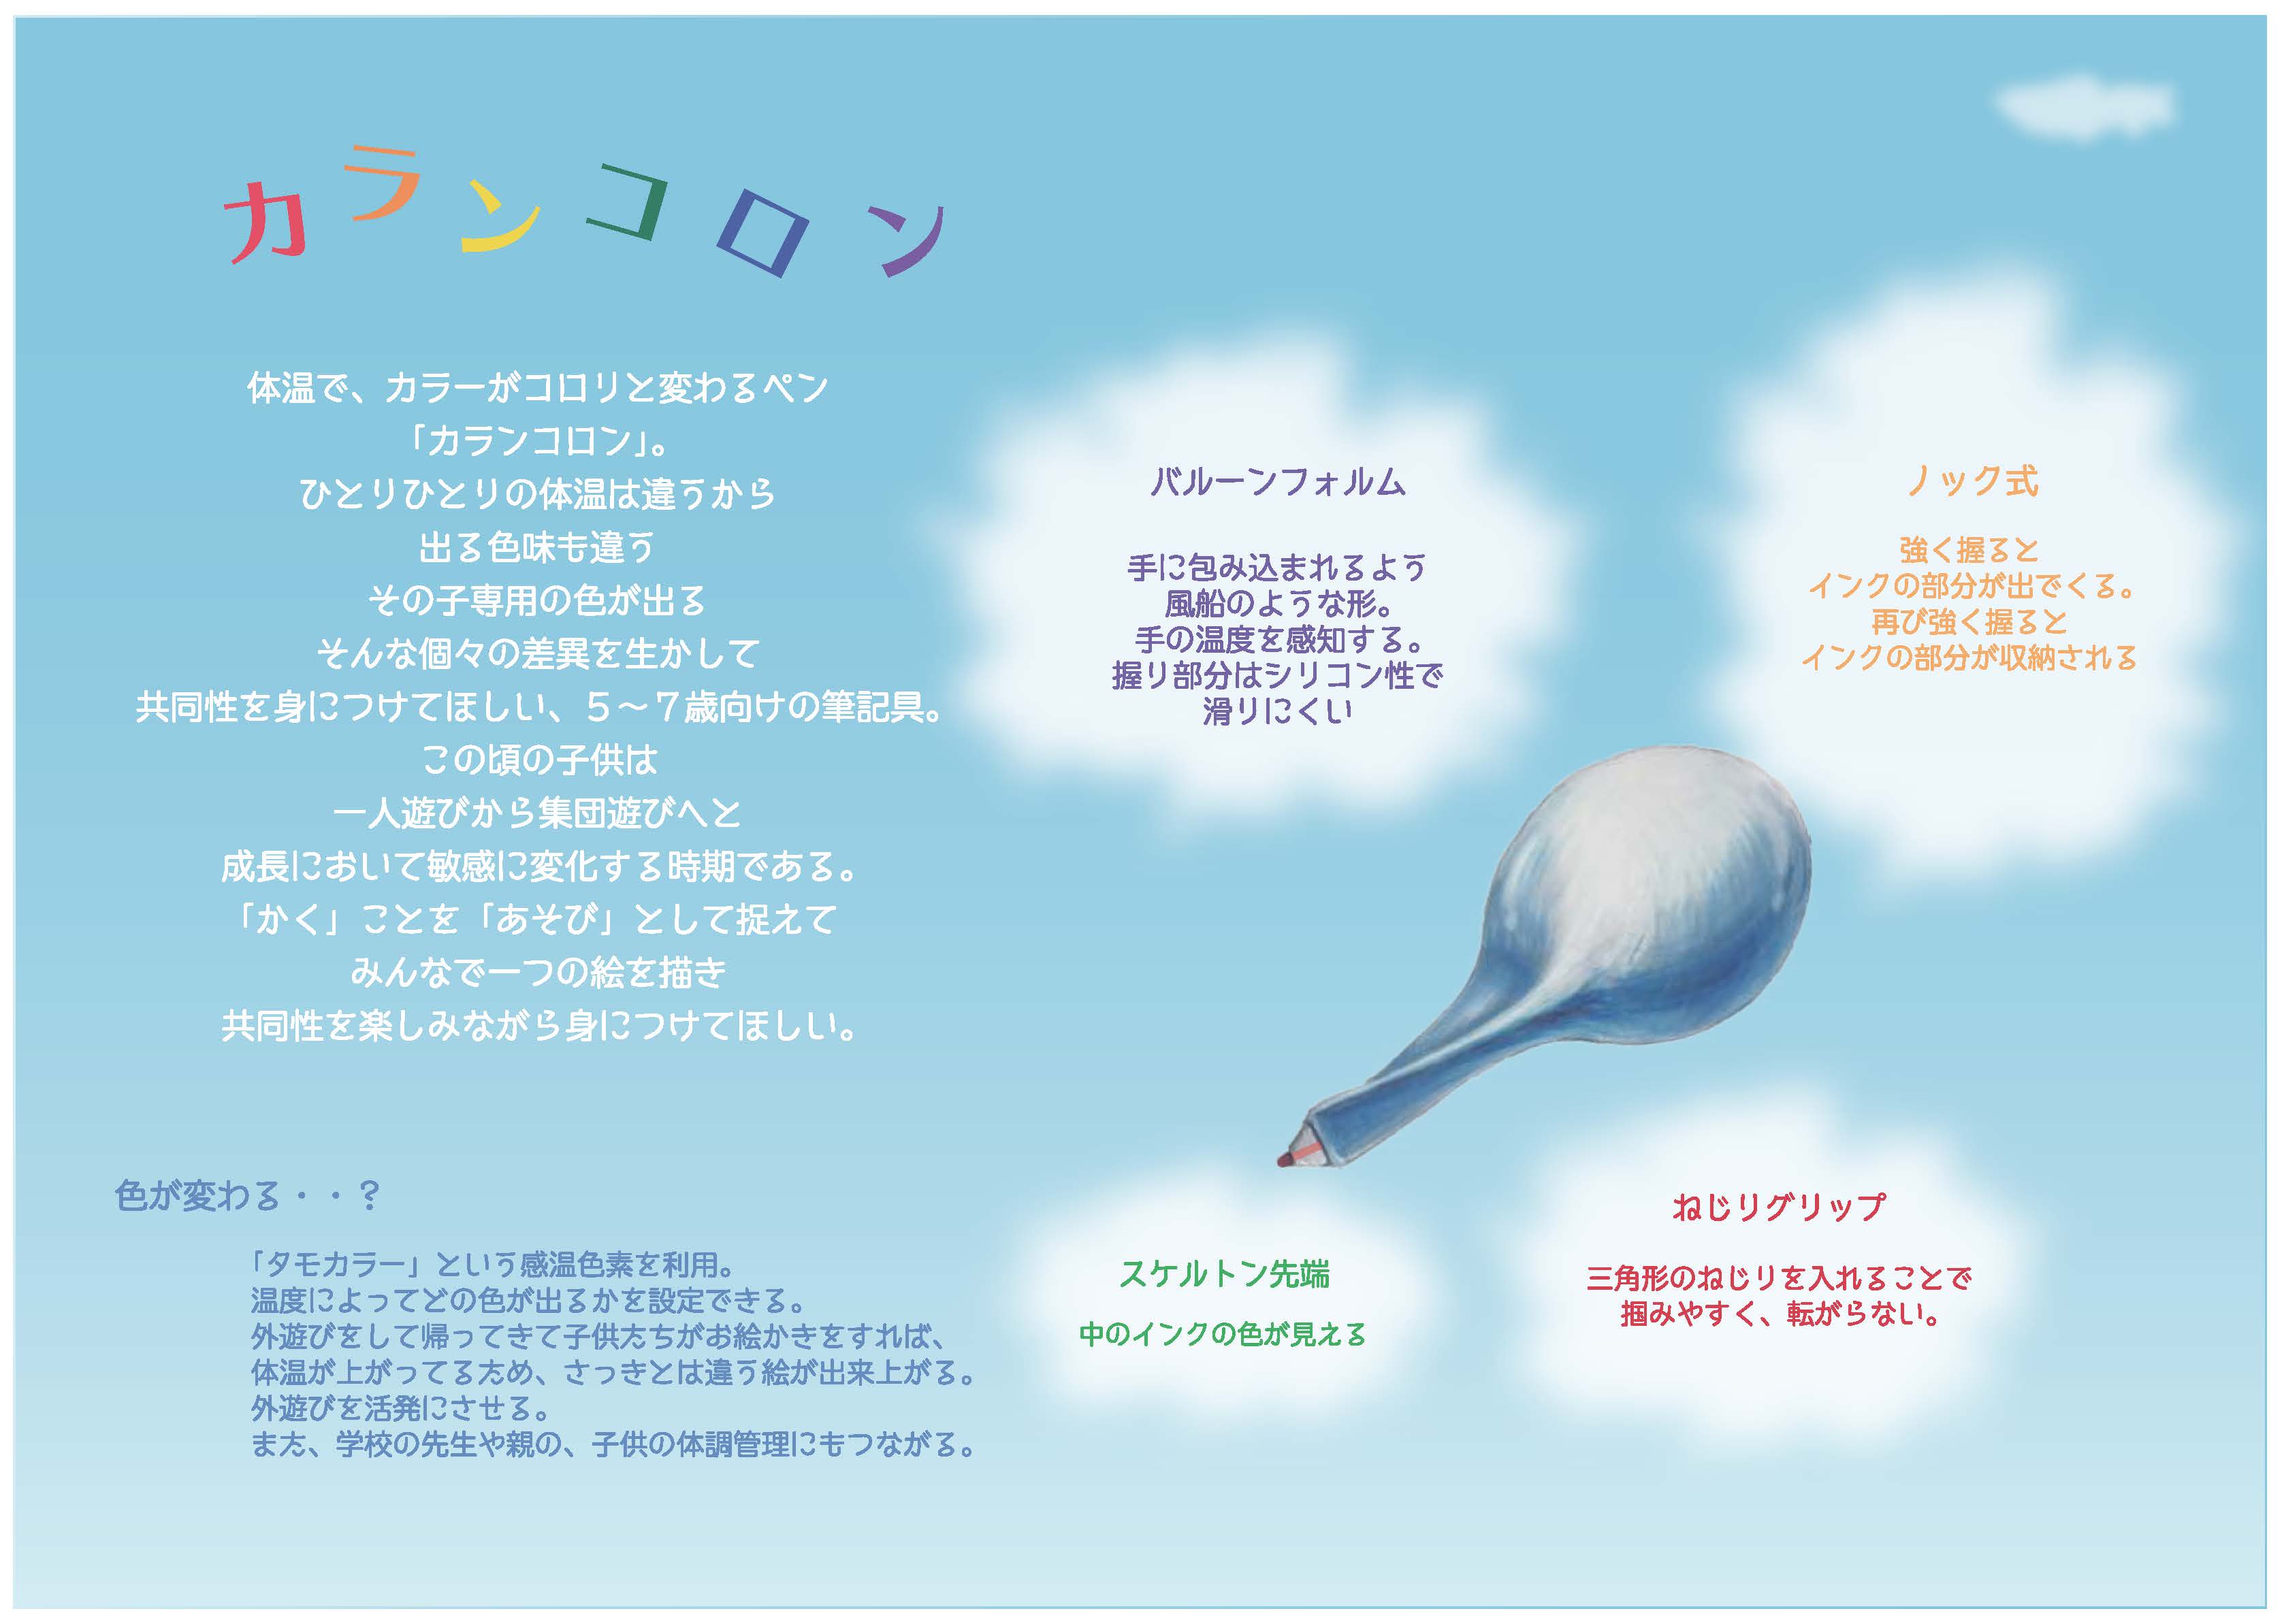 カランコロン
体温で、カラーがコロリと変わるペン
「カランコロン」。
ひとりひとりの体温は違うから
出る色味も違う
その子専用の色が出る
そんな個々の差異を生かして
共同性を身につけてほしい、５～７歳向けの筆記具。
この頃の子供は
一人遊びから集団遊びへと
成長において敏感に変化する時期である。
「かく」ことを「あそび」として捉えて
みんなで一つの絵を描き
共同性を楽しみながら身につけてほしい。
色が変わる・・？
「タモカラー」という感温色素を利用。
温度によってどの色が出るかを設定できる。
外遊びをして帰ってきて子供たちがお絵かきをすれば、
体温が上がってるため、さっきとは違う絵が出来上がる。
外遊びを活発にさせる。
また、学校の先生や親の、子供の体調管理にもつながる。
バルーンフォルム
手に包み込まれるよう
風船のような形。
手の温度を感知する。
握り部分はシリコン性で
滑りにくい
ノック式
強く握ると
インクの部分が出でくる。
再び強く握ると
インクの部分が収納される
スケルトン先端
中のインクの色が見える
ねじりグリップ
三角形のねじリを入れることで
掴みやすく、転がらない。